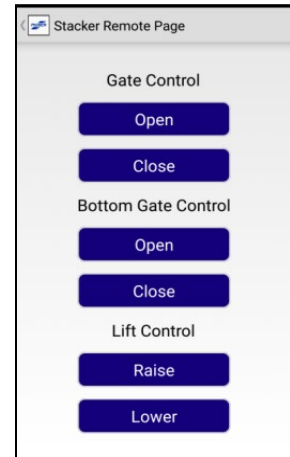 Stacker Remote Page
Gate Control
Open
Close
Bottom Gate Control
Open
Close
Lift Control
Raise
Lower